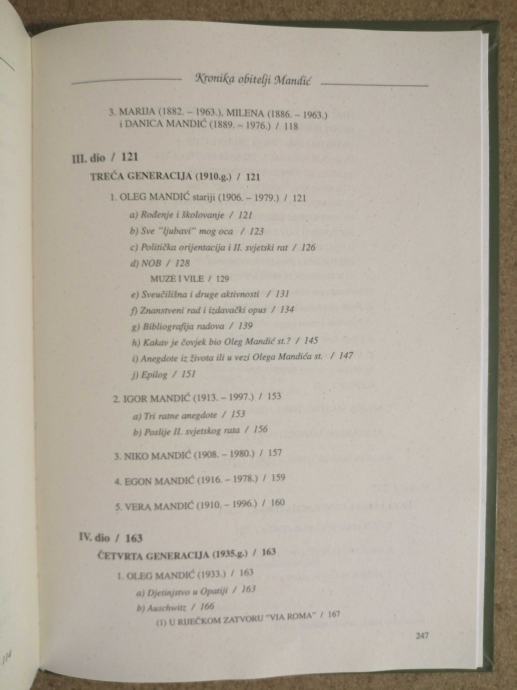 Kronika obitelji Mandić
3. MARIJA (1882. – 1963.), MILENA (1886. – 1963.)
i DANICA MANDIĆ (1889. – 1976.) / 118
III. dio / 121
TREĆA GENERACIJA (1910.g.) / 121
1. OLEG MANDIĆ stariji (1906. – 1979.) / 121
a) Rođenje i školovanje / 121
b) Sve "ljubavi" mog oca / 123
c) Politička orijentacija i II. svjetski rat / 126
d) NOB / 128
MUZE I VILE / 129
e) Sveučilišna i druge aktivnosti / 131
f) Znanstveni rad i izdavački opus / 134
g) Bibliografija radova / 139
h) Kakav je čovjek bio Oleg Mandić st.? / 145
i) Anegdote iz života ili u vezi Olega Mandića st. / 147
j) Epilog / 151
2. IGOR MANDIĆ (1913. – 1997.) / 153
a) Tri ratne anegdote / 153
b) Poslije II. svjetskog rata / 156
3. NIKO MANDIĆ (1908. – 1980.) / 157
4. EGON MANDIĆ (1916. – 1978.) / 159
5. VERA MANDIĆ (1910. – 1996.) / 160
IV. dio / 163
ČETVRTA GENERACIJA (1935.g.) / 163
1. OLEG MANDIĆ (1933.) / 163
a) Djetinjstvo u Opatiji / 163
b) Auschwitz / 166
(1) U RIJEČKOM ZATVORU "VIA ROMA" / 167
247